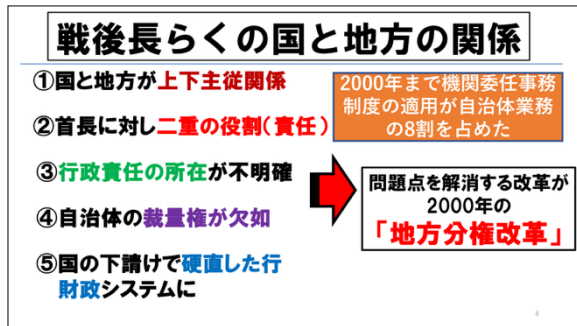 戦後長らくの国と地方の関係
①国と地方が上下主従関係
②首長に対し二重の役割(責任)
③行政責任の所在が不明確
④自治体の裁量権が欠如
⑤国の下請けで硬直した行
財政システムに
2000年まで機関委任事務
制度の適用が自治体業務
の8割を占めた
問題点を解消する改革が
2000年の
「地方分権改革」
4